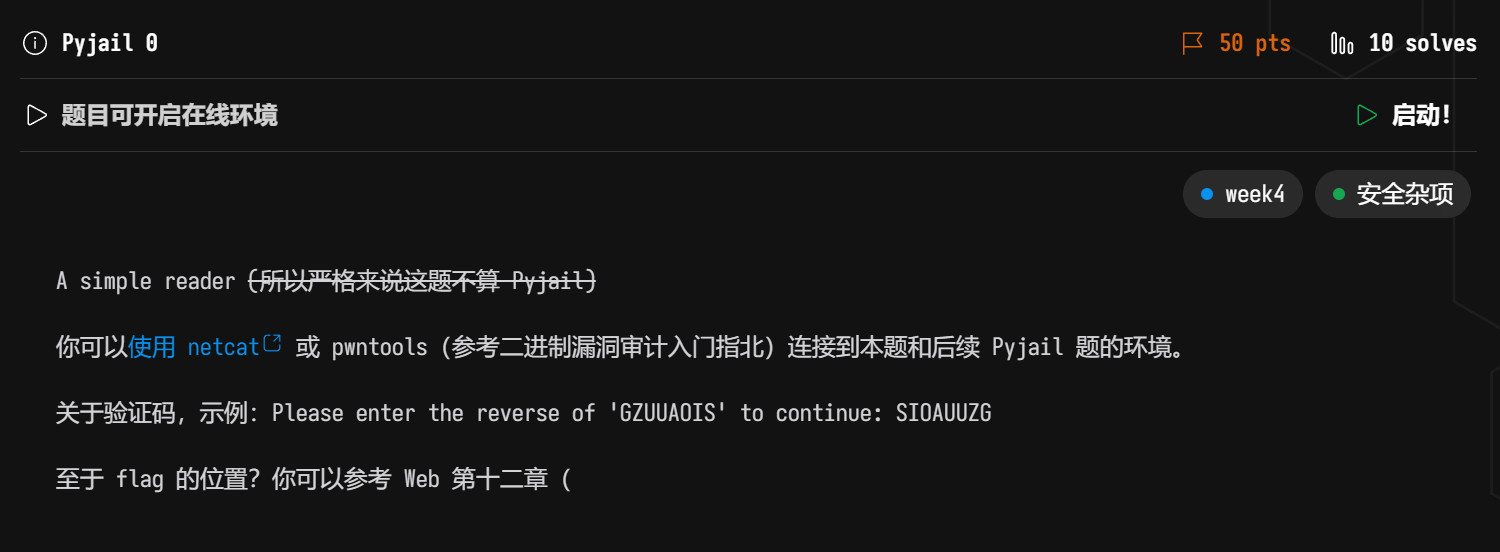 Pyjail 0
50 pts
10 solves
题目可开启在线环境
启动!
week4
安全杂项
A simple reader (所以严格来说这题不算 Pyjail)
你可以使用 netcat 或 pwntools（参考二进制漏洞审计入门指北）连接到本题和后续 Pyjail 题的环境。
关于验证码，示例：Please enter the reverse of 'GZUUAOIS' to continue: SIOAUUZG
至于 flag 的位置？你可以参考 Web 第十二章（